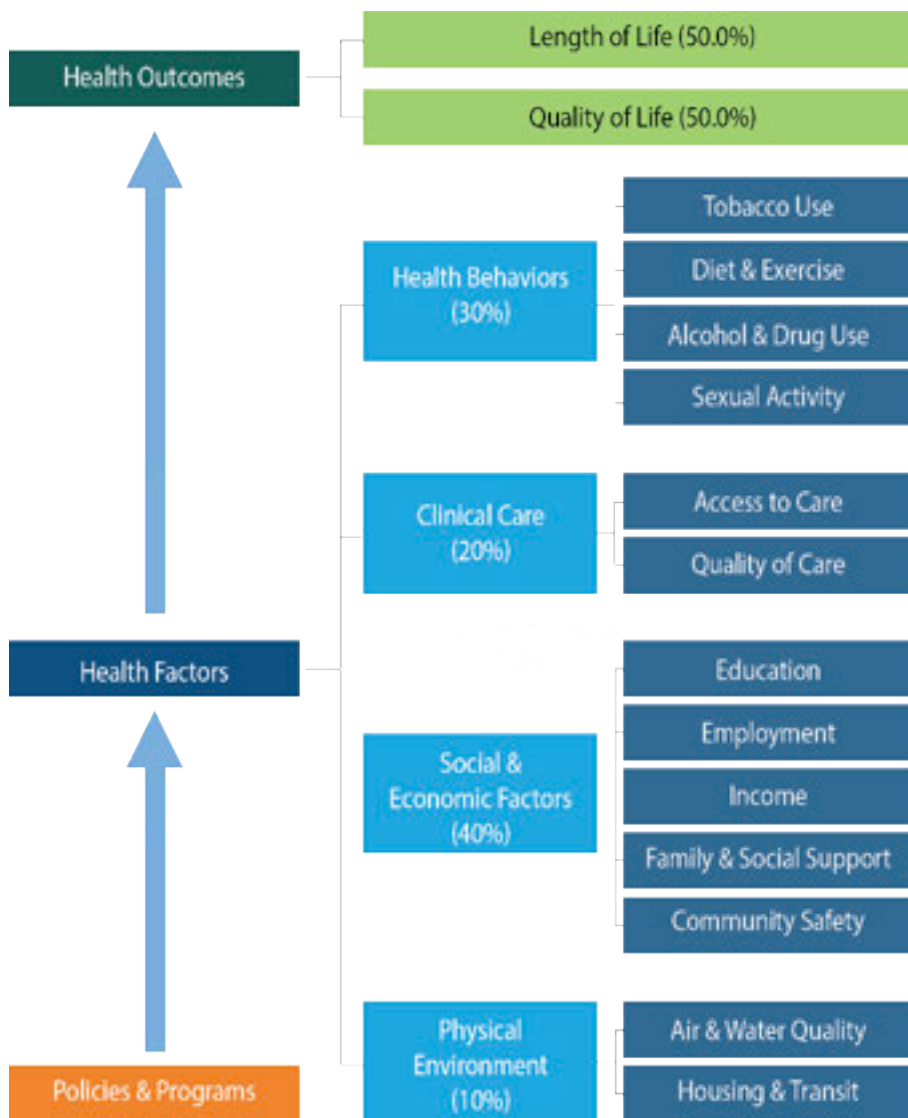 Health Outcomes
Length of Life (50.0%)
Quality of Life (50.0%)
Health Factors
Health Behaviors
(30%)
Tobacco Use
Diet & Exercise
Alcohol & Drug Use
Sexual Activity
Clinical Care
(20%)
Access to Care
Quality of Care
Social &
Economic Factors
(40%)
Education
Employment
Income
Family & Social Support
Community Safety
Physical
Environment
(10%)
Air & Water Quality
Housing & Transit
Policies & Programs